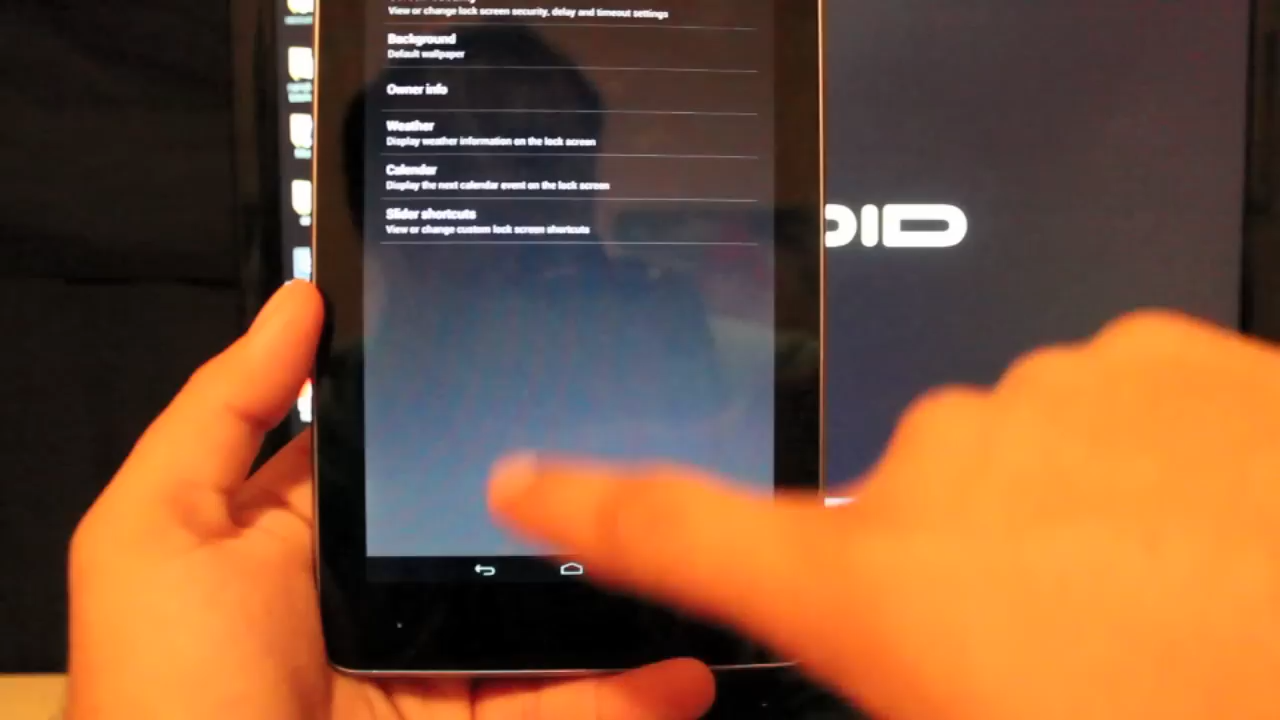 View or change lock screen security, delay and timeout settings
Background
Default wallpaper
Owner info
Weather
Display weather information on the lock screen
Calendar
Display the next calendar event on the lock screen
Slider shortcuts
View or change custom lock screen shortcuts
OID